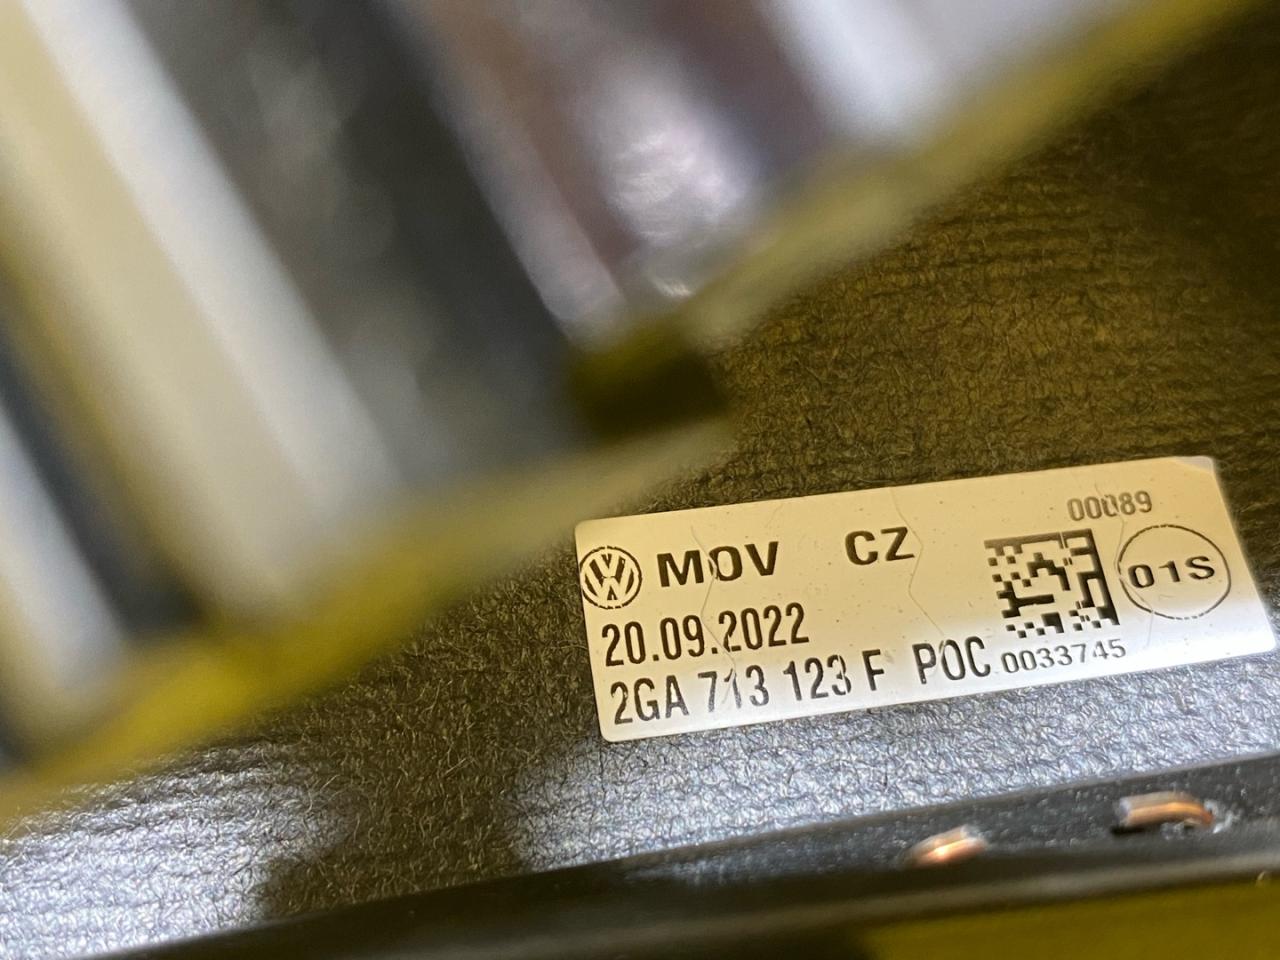 00089
MOV CZ
01S
20.09.2022
2GA 713 123 F POC 0033745